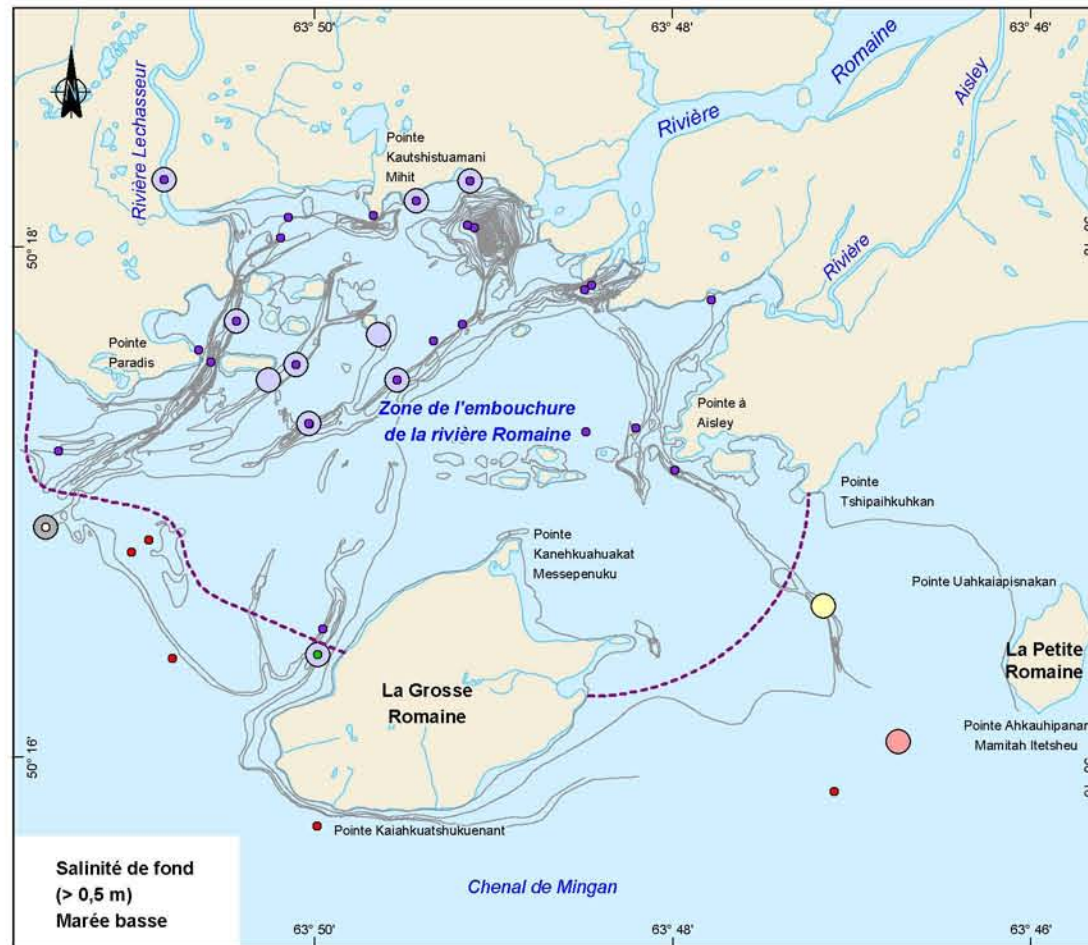 63° 50'
63° 48'
63° 46'
Rivière Lechasseur
Romaine
Rivière
Aisley
Rivière
Pointe
Kautshistuamani
Mihit
50° 18'
Pointe
Paradis
Zone de l'embouchure
de la rivière Romaine
Pointe à
Aisley
Pointe
Tshipaihkuhkan
Pointe
Kanehkuahuakat
Messepenuku
Pointe Uahkaiapisnakan
La Petite
Romaine
La Grosse
Romaine
Pointe Ahkauhipanan
Mamitah Itetsheu
50° 16'
Pointe Kaiahkuatshukuenant
Salinité de fond
(> 0,5 m)
Marée basse
Chenal de Mingan
63° 50'
63° 48'
63° 46'